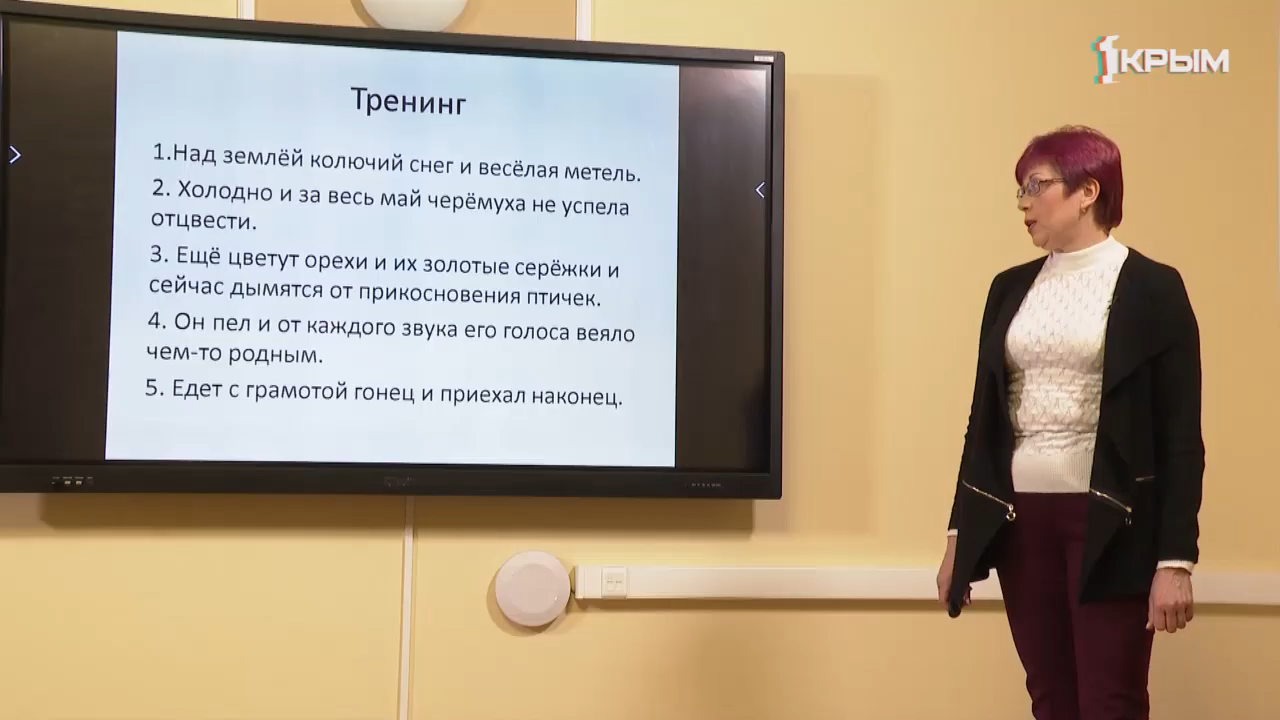 1 КРЫМ
Тренинг
1.Над землёй колючий снег и весёлая метель.
2. Холодно и за весь май черёмуха не успела
отцвести.
3. Ещё цветут орехи и их золотые серёжки и
сейчас дымятся от прикосновения птичек.
4. Он пел и от каждого звука его голоса веяло
чем-то родным.
5. Едет с грамотой гонец и приехал наконец.